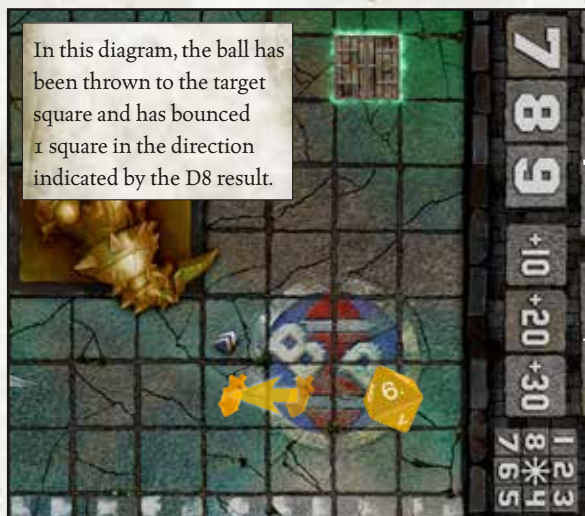 In this diagram, the ball has
been thrown to the target
square and has bounced
1 square in the direction
indicated by the D8 result.
7
8
9
+10
+20
+30
6
1 2 3
8 4
7 6 5